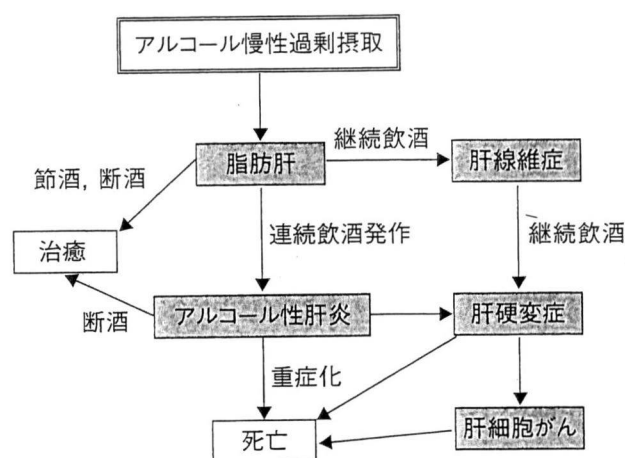 アルコール慢性過剰摂取
継続飲酒
脂肪肝
肝線維症
節酒, 断酒
連続飲酒発作
継続飲酒
治癒
断酒
アルコール性肝炎
肝硬変症
重症化
死亡
肝細胞がん